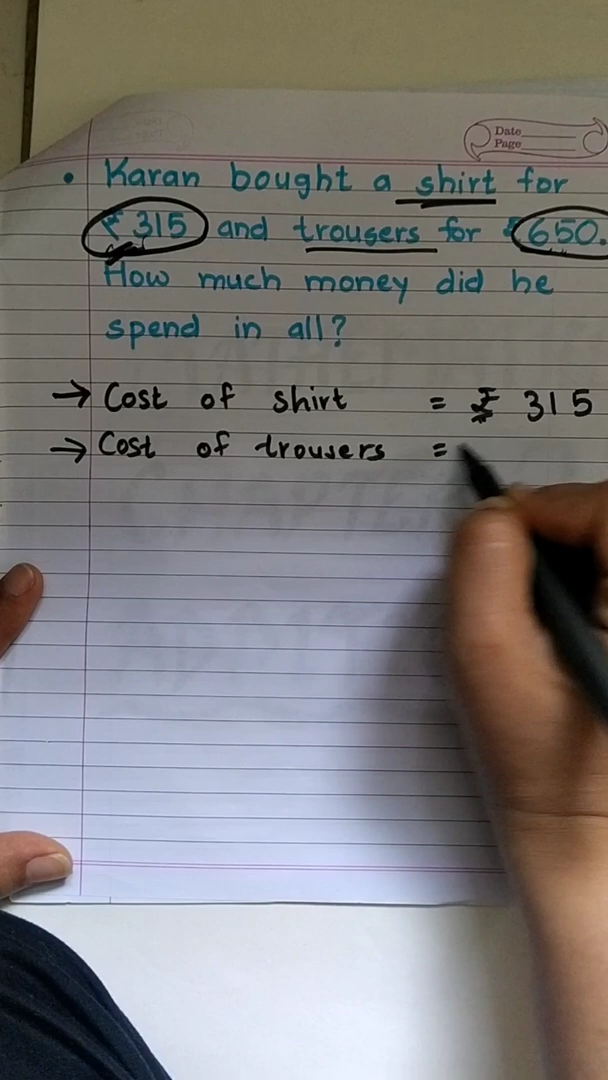 Date
Page
• Karan bought a shirt for
₹ 315 and trousers for ₹650.
How much money did he
spend in all?
→ Cost of shirt = ₹ 315
→ Cost of trousers =